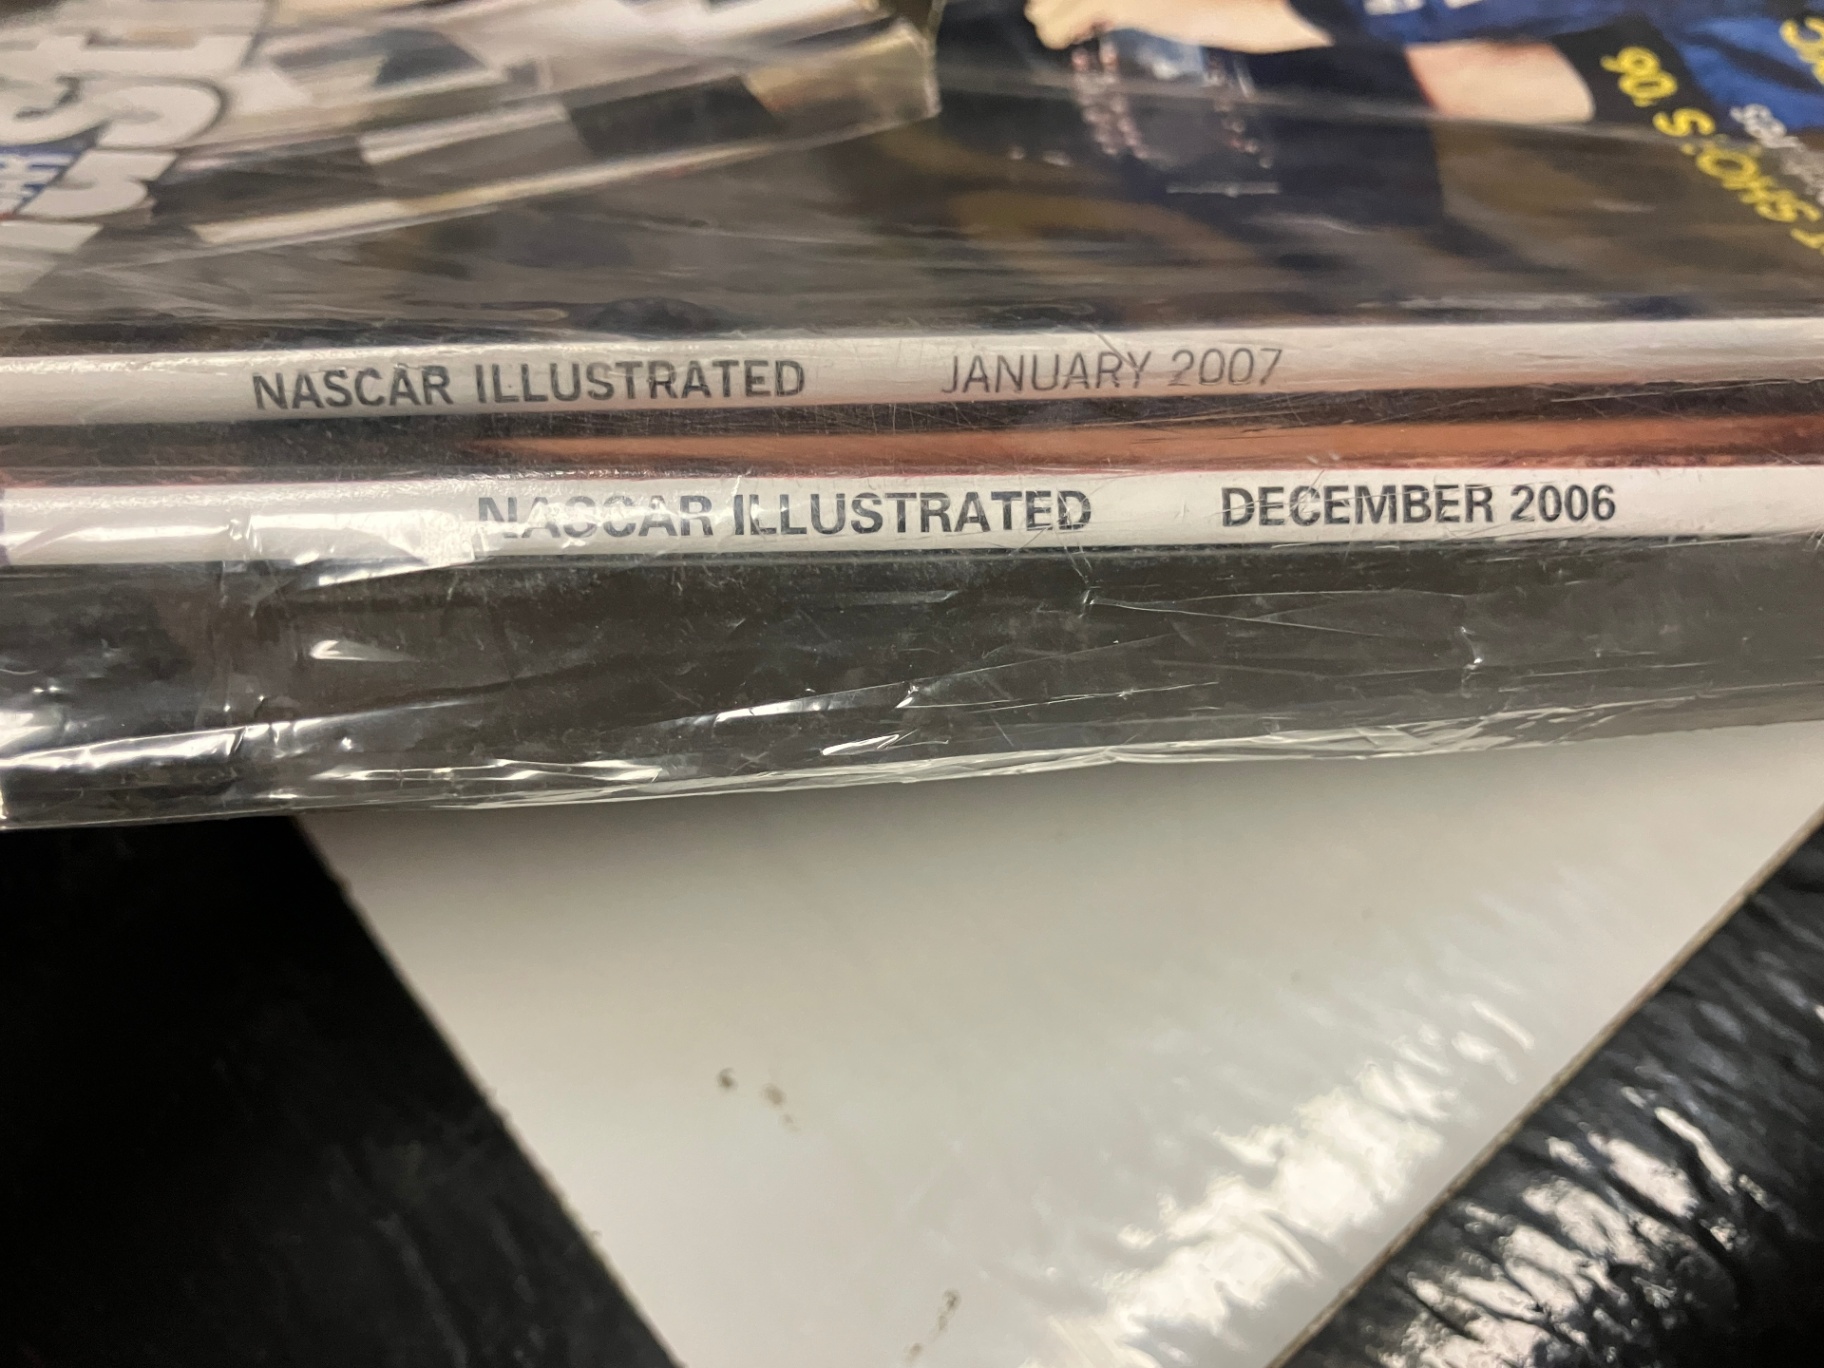 NASCAR ILLUSTRATED JANUARY 2007
NASCAR ILLUSTRATED DECEMBER 2006